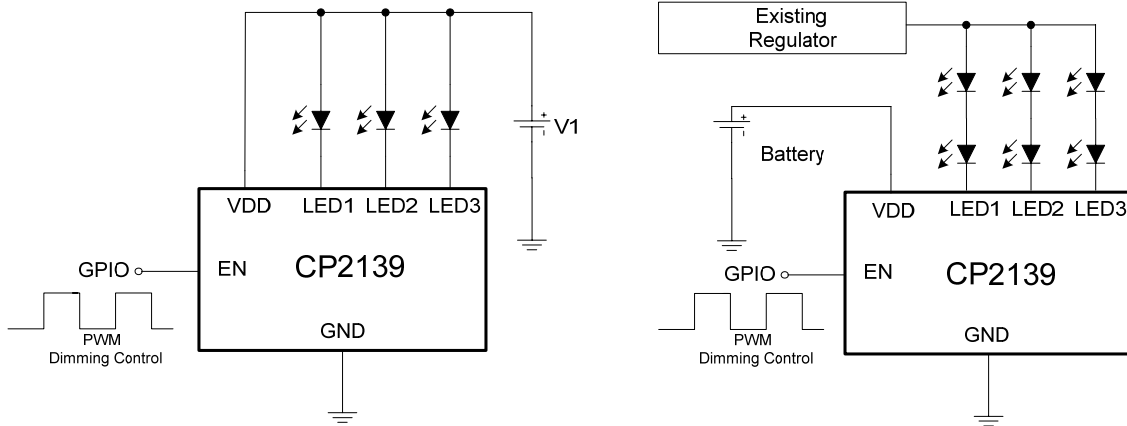 +
-
V1
VDD
LED1
LED2
LED3
GPIO
EN
CP2139
PWM
Dimming Control
GND
Existing
Regulator
+
-
Battery
VDD
LED1
LED2
LED3
GPIO
EN
CP2139
PWM
Dimming Control
GND